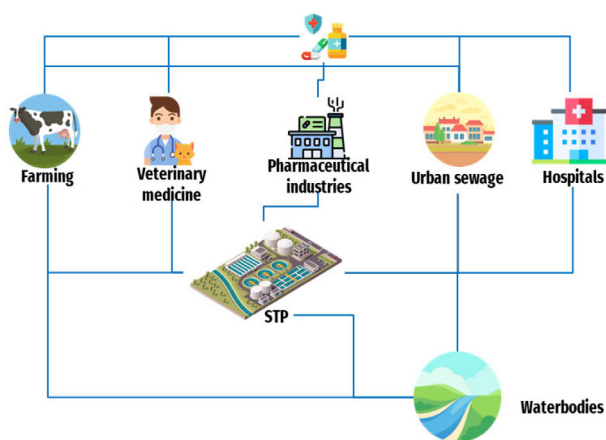 Farming
Veterinary
medicine
Pharmaceutical
industries
Urban sewage
Hospitals
STP
Waterbodies